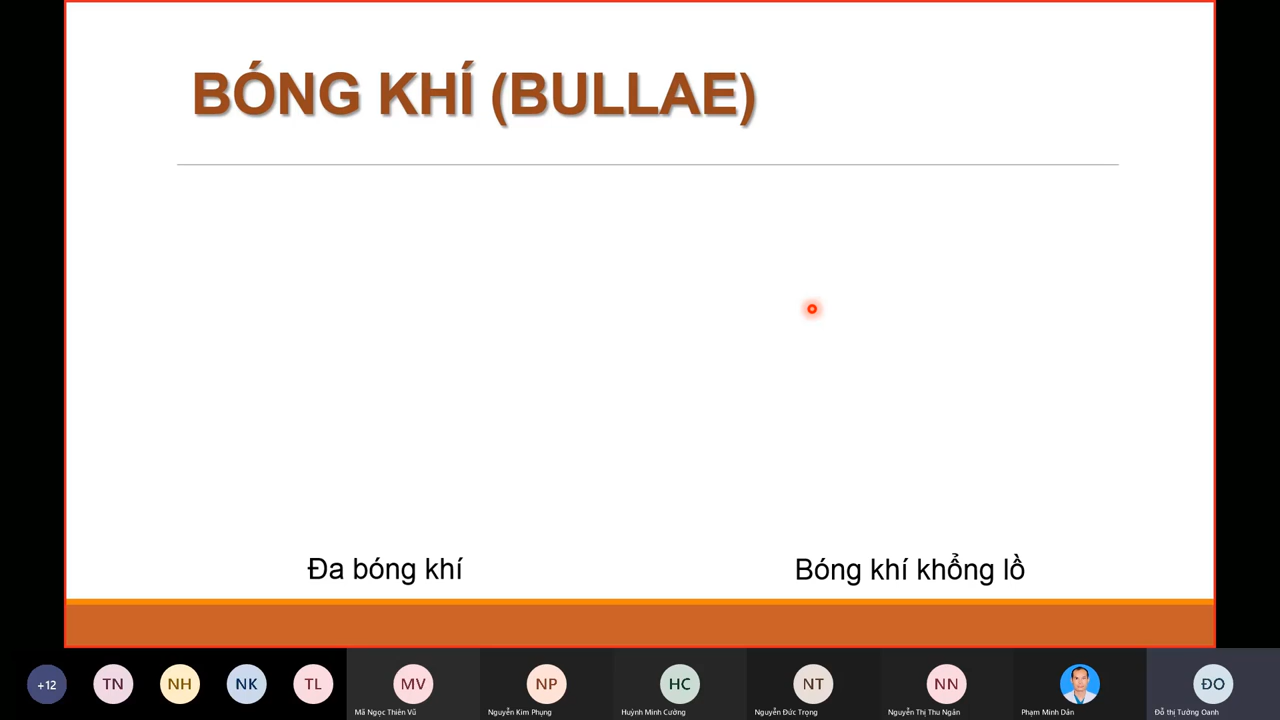 BÓNG KHÍ (BULLAE)
Đa bóng khí
Bóng khí khổng lồ
+12
TN
NH
NK
TL
MV
NP
HC
NT
NN
ĐO
Mã Ngọc Thiên Vũ
Nguyễn Kim Phụng
Huỳnh Minh Cường
Nguyễn Đức Trọng
Nguyễn Thị Thu Ngân
Phạm Minh Dân
Đỗ thị Tường Oanh